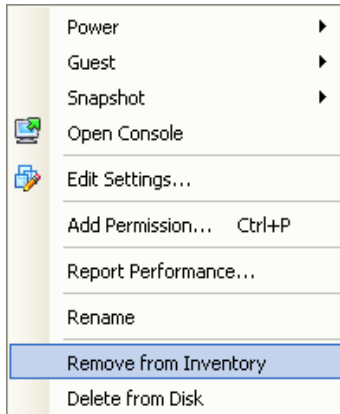 Power
Guest
Snapshot
Open Console
Edit Settings...
Add Permission... Ctrl+P
Report Performance...
Rename
Remove from Inventory
Delete from Disk